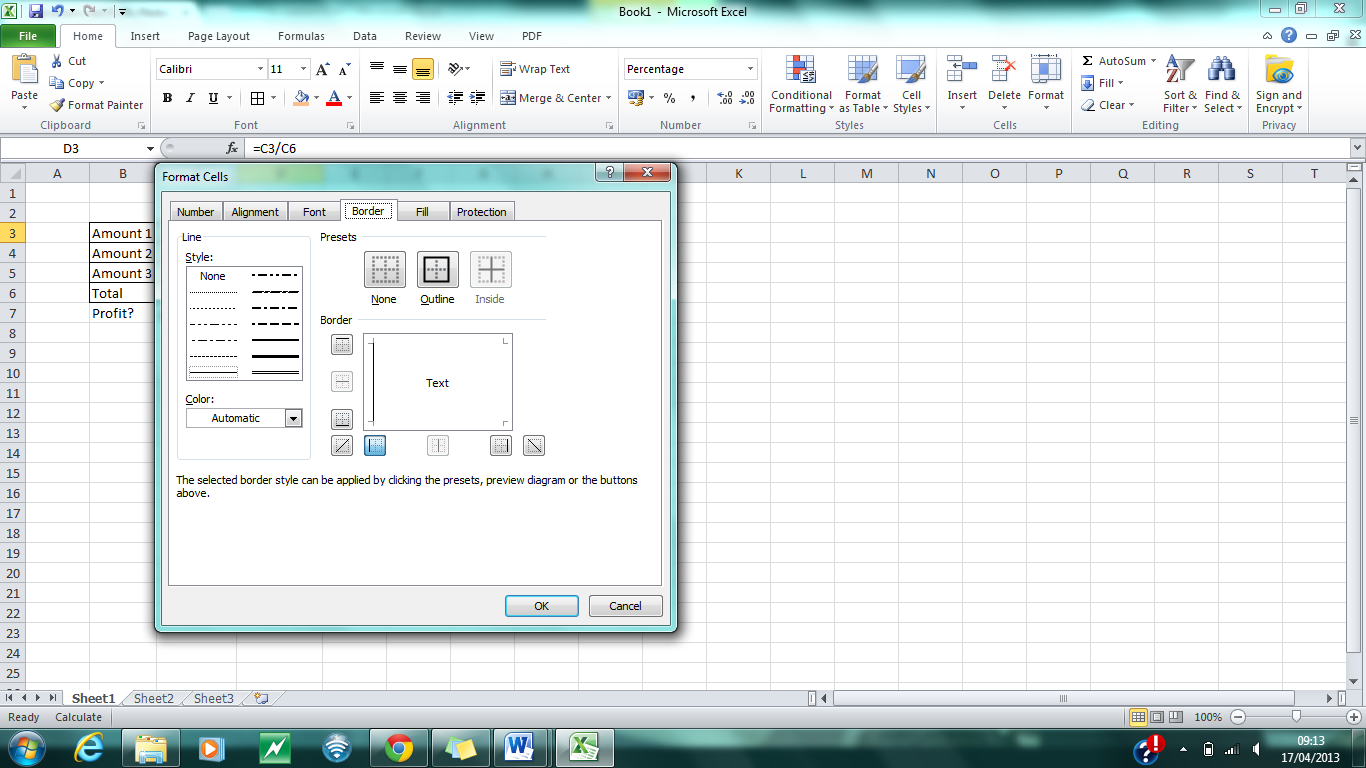 Book1 - Microsoft Excel
File Home Insert Page Layout Formulas Data Review View PDF
Paste
Cut
Copy
Format Painter
Clipboard
Calibri 11
B I U
A A
Font
Wrap Text
Merge & Center
Alignment
Percentage
% , .0 .00 .00 .0
Number
Conditional Formatting
Format as Table
Cell Styles
Styles
Insert Delete Format
Cells
Σ AutoSum
Fill
Clear
Sort & Filter
Find & Select
Editing
Sign and Encrypt
Privacy
D3 fx =C3/C6
A B K L M N O P Q R S T
1
2
3 Amount 1
4 Amount 2
5 Amount 3
6 Total
7 Profit?
8
9
10
11
12
13
14
15
16
17
18
19
20
21
22
23
24
25
Format Cells
Number Alignment Font Border Fill Protection
Line
Style:
None
Color:
Automatic
Presets
None Outline Inside
Border
Text
The selected border style can be applied by clicking the presets, preview diagram or the buttons
above.
OK Cancel
Sheet1 Sheet2 Sheet3
Ready Calculate 100%
09:13
17/04/2013